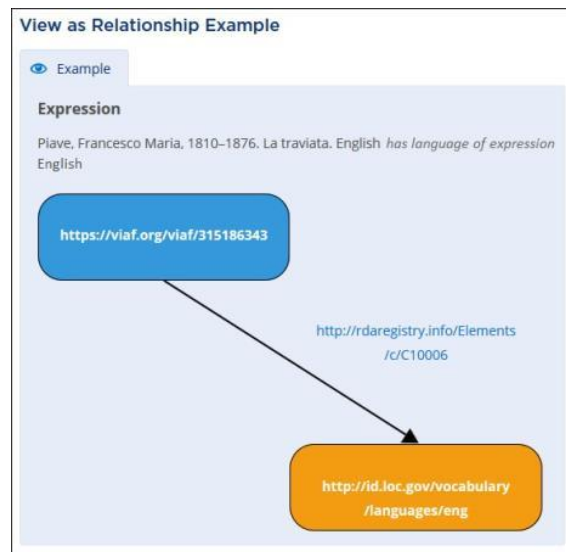 View as Relationship Example
Example
Expression
Piave, Francesco Maria, 1810–1876. La traviata. English has language of expression
English
https://viaf.org/viaf/315186343
http://rdaregistry.info/Elements
/c/C10006
http://id.loc.gov/vocabulary
/languages/eng